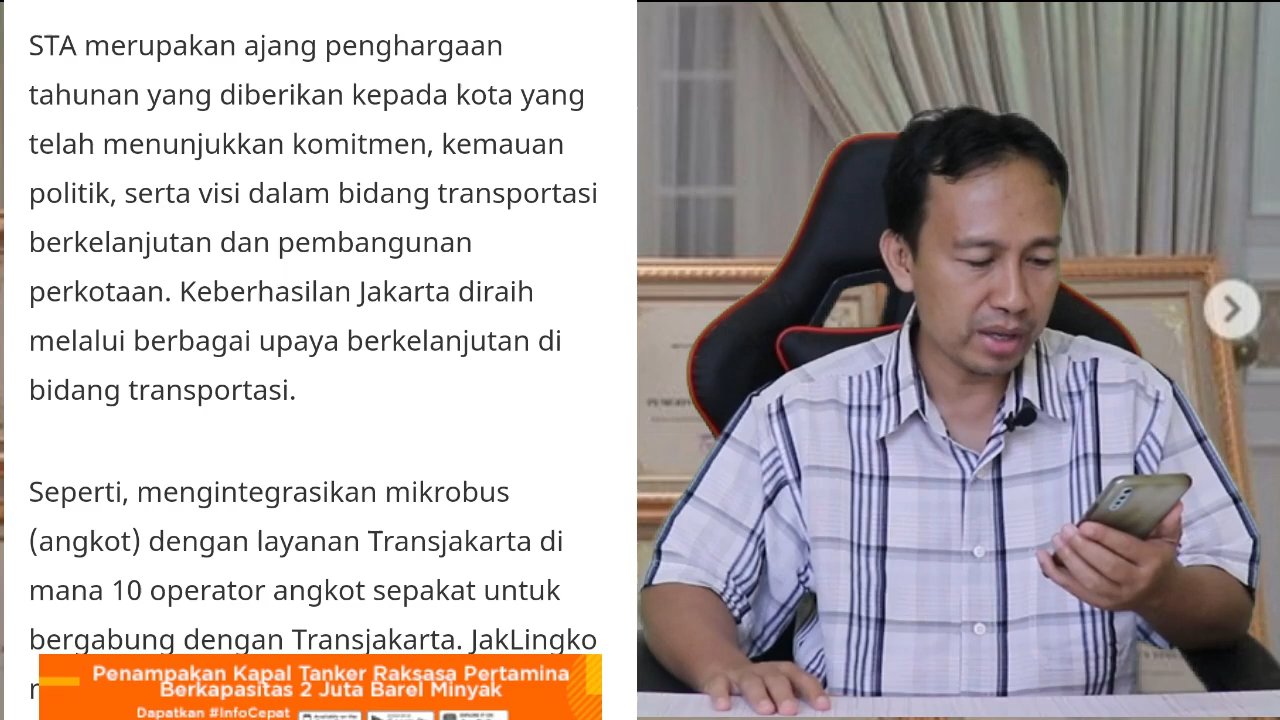 STA merupakan ajang penghargaan
tahunan yang diberikan kepada kota yang
telah menunjukkan komitmen, kemauan
politik, serta visi dalam bidang transportasi
berkelanjutan dan pembangunan
perkotaan. Keberhasilan Jakarta diraih
melalui berbagai upaya berkelanjutan di
bidang transportasi.
Seperti, mengintegrasikan mikrobus
(angkot) dengan layanan Transjakarta di
mana 10 operator angkot sepakat untuk
bergabung dengan Transjakarta. JakLingko
Penampakan Kapal Tanker Raksasa Pertamina
Berkapasitas 2 Juta Barel Minyak
Dapatkan #InfoCepat